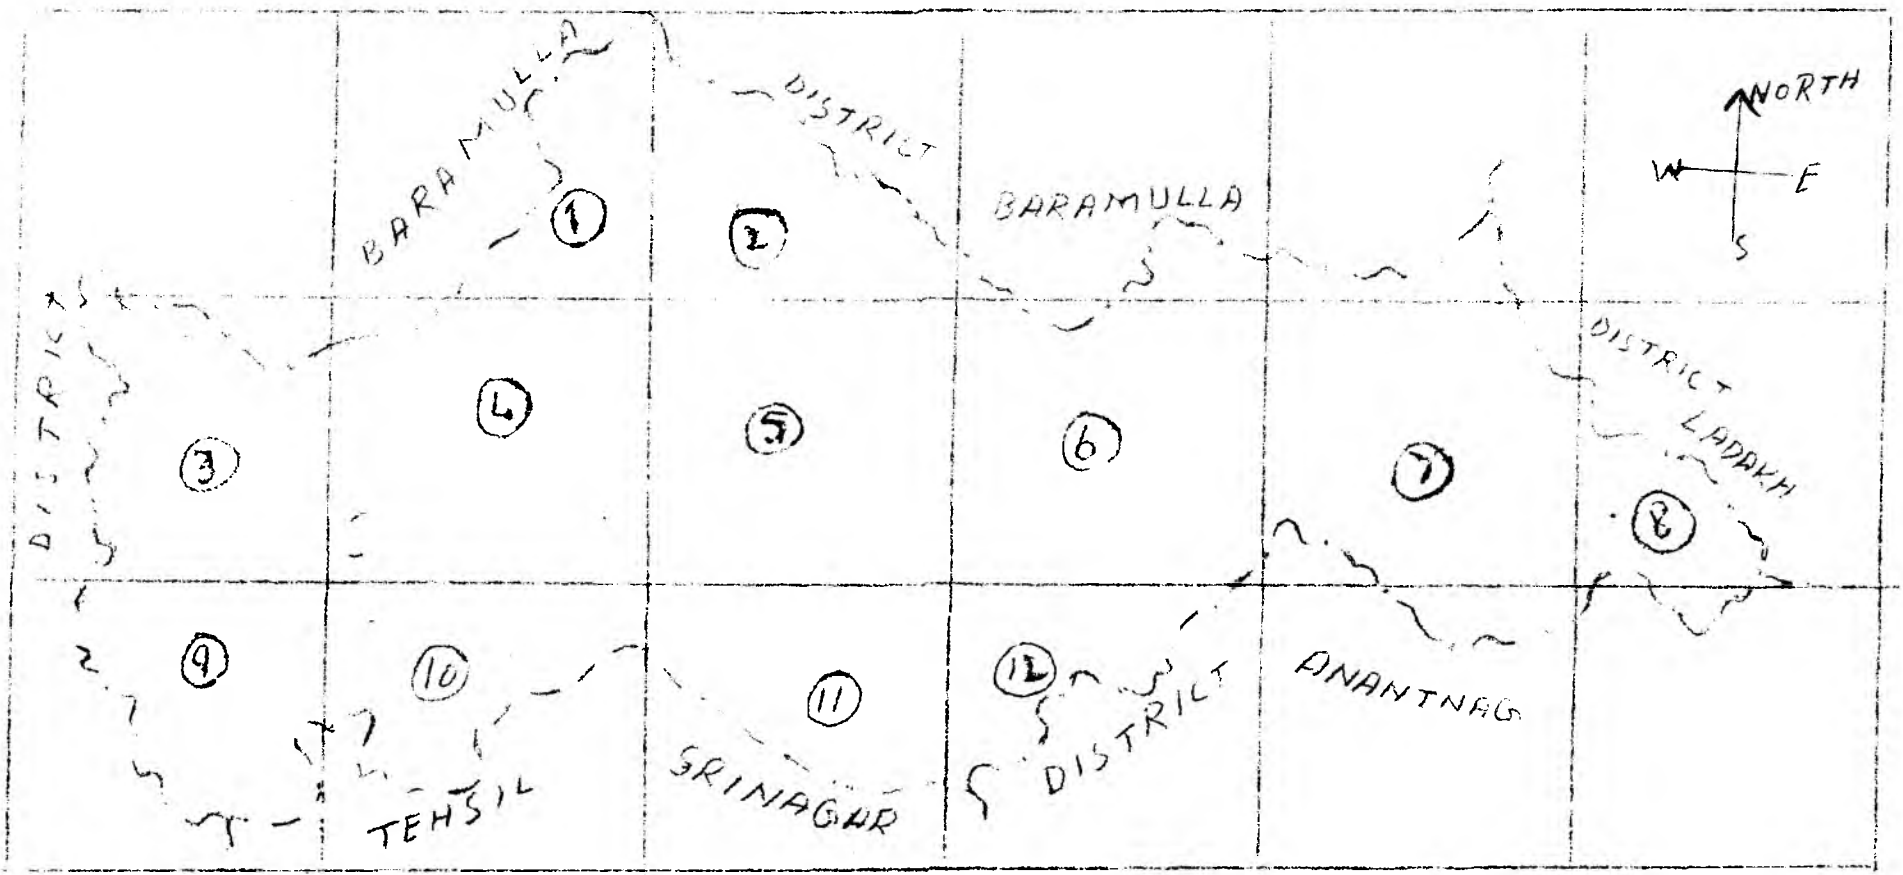 NORTH
W E
S
BARAMULLA
DISTRICT
BARAMULLA
1
2
DISTRICT
DISTRICT
LADAKH
3
4
5
6
7
8
9
10
11
12
TEHSIL
SRINAGAR
DISTRICT
ANANTNAG